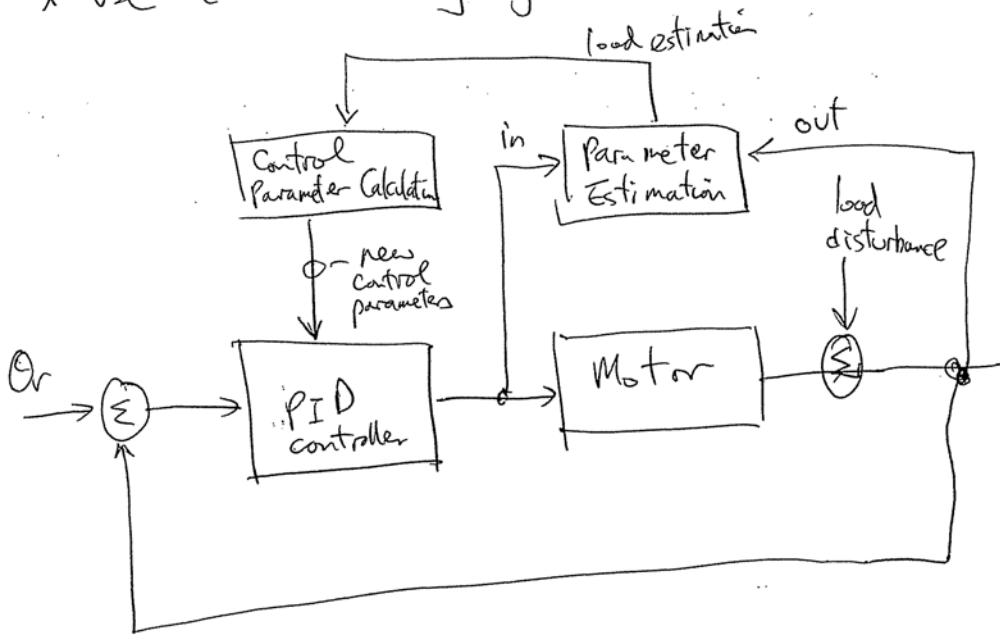 load estimation
Control
Parameter Calculation
in
Parameter
Estimation
out
load
disturbance
new
control
parameters
Θr
Σ
PID
controller
Motor
Σ